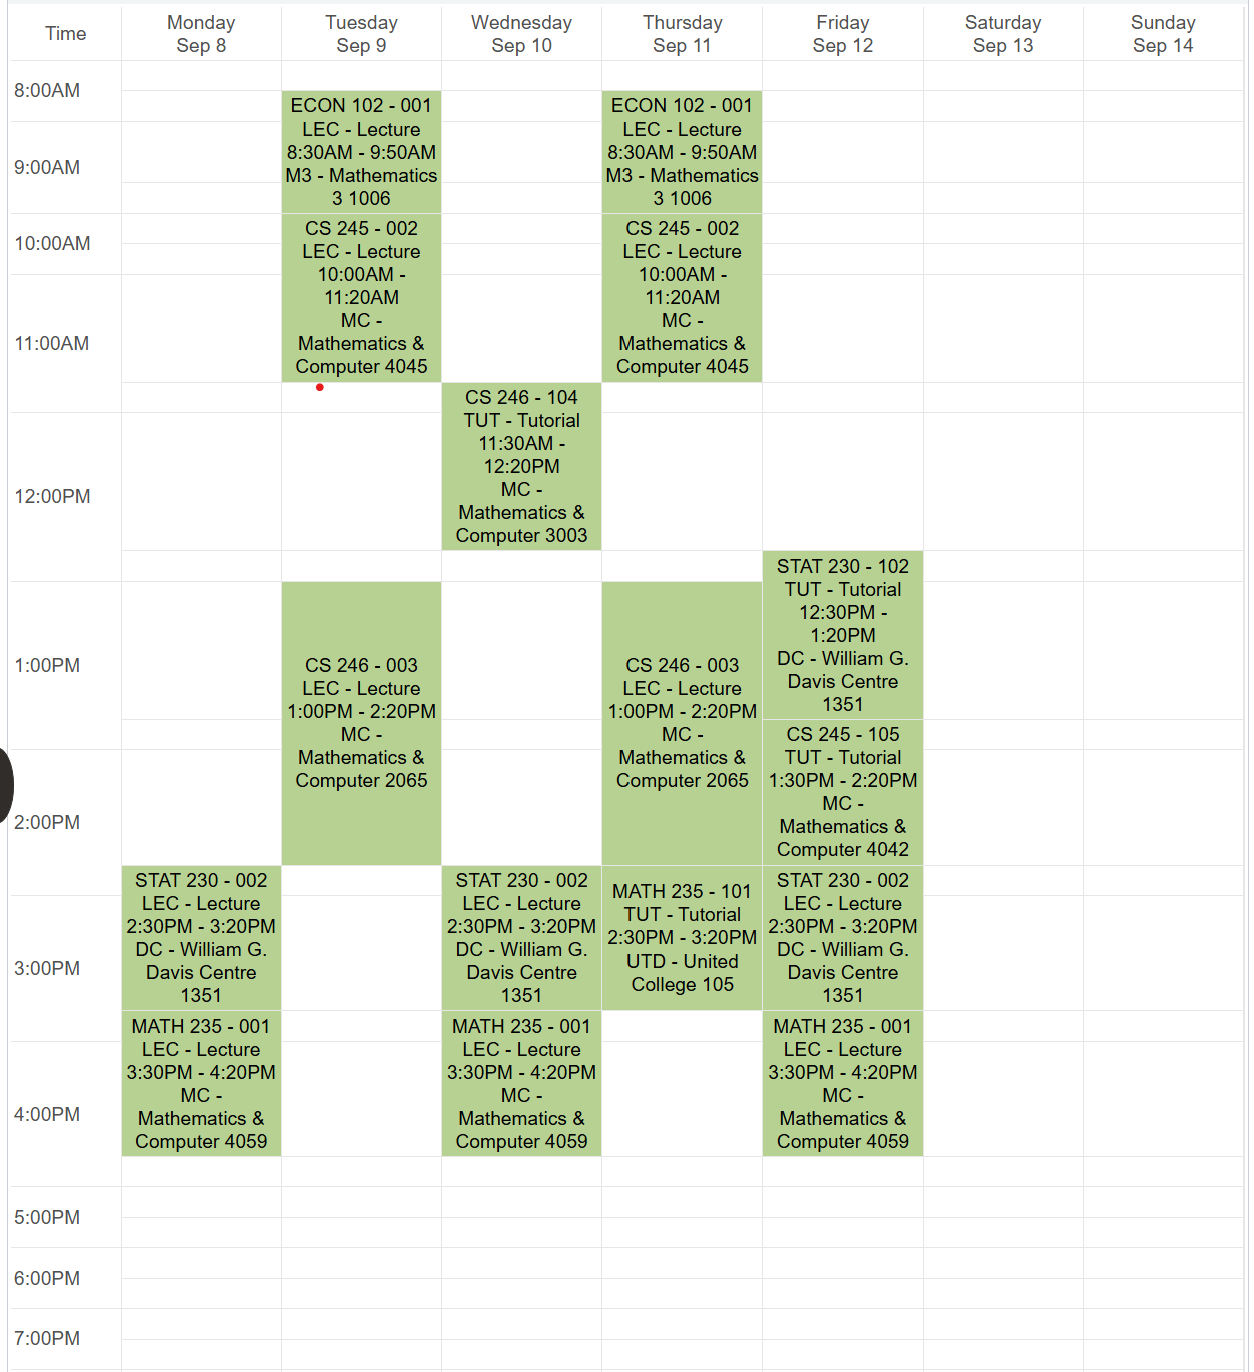 Time
Monday
Sep 8
Tuesday
Sep 9
Wednesday
Sep 10
Thursday
Sep 11
Friday
Sep 12
Saturday
Sep 13
Sunday
Sep 14
8:00AM
ECON 102 - 001
LEC - Lecture
8:30AM - 9:50AM
M3 - Mathematics
3 1006
ECON 102 - 001
LEC - Lecture
8:30AM - 9:50AM
M3 - Mathematics
3 1006
9:00AM
10:00AM
CS 245 - 002
LEC - Lecture
10:00AM -
11:20AM
MC -
Mathematics &
Computer 4045
CS 245 - 002
LEC - Lecture
10:00AM -
11:20AM
MC -
Mathematics &
Computer 4045
11:00AM
CS 246 - 104
TUT - Tutorial
11:30AM -
12:20PM
MC -
Mathematics &
Computer 3003
12:00PM
STAT 230 - 102
TUT - Tutorial
12:30PM -
1:20PM
DC - William G.
Davis Centre
1351
1:00PM
CS 246 - 003
LEC - Lecture
1:00PM - 2:20PM
MC -
Mathematics &
Computer 2065
CS 246 - 003
LEC - Lecture
1:00PM - 2:20PM
MC -
Mathematics &
Computer 2065
CS 245 - 105
TUT - Tutorial
1:30PM - 2:20PM
MC -
Mathematics &
Computer 4042
2:00PM
STAT 230 - 002
LEC - Lecture
2:30PM - 3:20PM
DC - William G.
Davis Centre
1351
STAT 230 - 002
LEC - Lecture
2:30PM - 3:20PM
DC - William G.
Davis Centre
1351
MATH 235 - 101
TUT - Tutorial
2:30PM - 3:20PM
UTD - United
College 105
STAT 230 - 002
LEC - Lecture
2:30PM - 3:20PM
DC - William G.
Davis Centre
1351
3:00PM
MATH 235 - 001
LEC - Lecture
3:30PM - 4:20PM
MC -
Mathematics &
Computer 4059
MATH 235 - 001
LEC - Lecture
3:30PM - 4:20PM
MC -
Mathematics &
Computer 4059
MATH 235 - 001
LEC - Lecture
3:30PM - 4:20PM
MC -
Mathematics &
Computer 4059
4:00PM
5:00PM
6:00PM
7:00PM